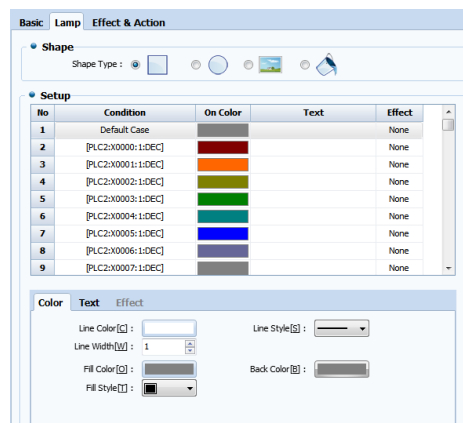 Basic Lamp Effect & Action
Shape
Shape Type :
Setup
No Condition On Color Text Effect
1 Default Case None
2 [PLC2:X0000:1:DEC] None
3 [PLC2:X0001:1:DEC] None
4 [PLC2:X0002:1:DEC] None
5 [PLC2:X0003:1:DEC] None
6 [PLC2:X0004:1:DEC] None
7 [PLC2:X0005:1:DEC] None
8 [PLC2:X0006:1:DEC] None
9 [PLC2:X0007:1:DEC] None
Color Text Effect
Line Color[C] : Line Style[S] :
Line Width[W] : 1
Fill Color[O] : Back Color[B] :
Fill Style[T] :